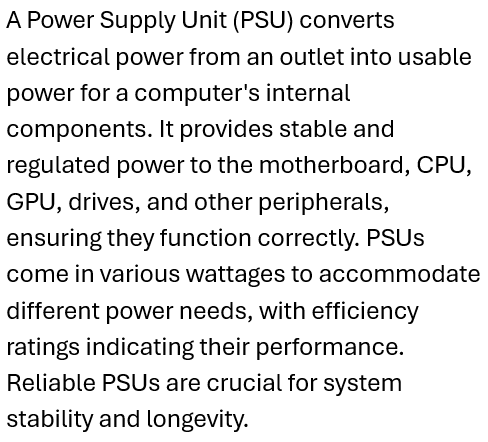 A Power Supply Unit (PSU) converts
electrical power from an outlet into usable
power for a computer's internal
components. It provides stable and
regulated power to the motherboard, CPU,
GPU, drives, and other peripherals,
ensuring they function correctly. PSUs
come in various wattages to accommodate
different power needs, with efficiency
ratings indicating their performance.
Reliable PSUs are crucial for system
stability and longevity.